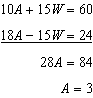 10A + 15W = 60
18A − 15W = 24
28A = 84
A = 3